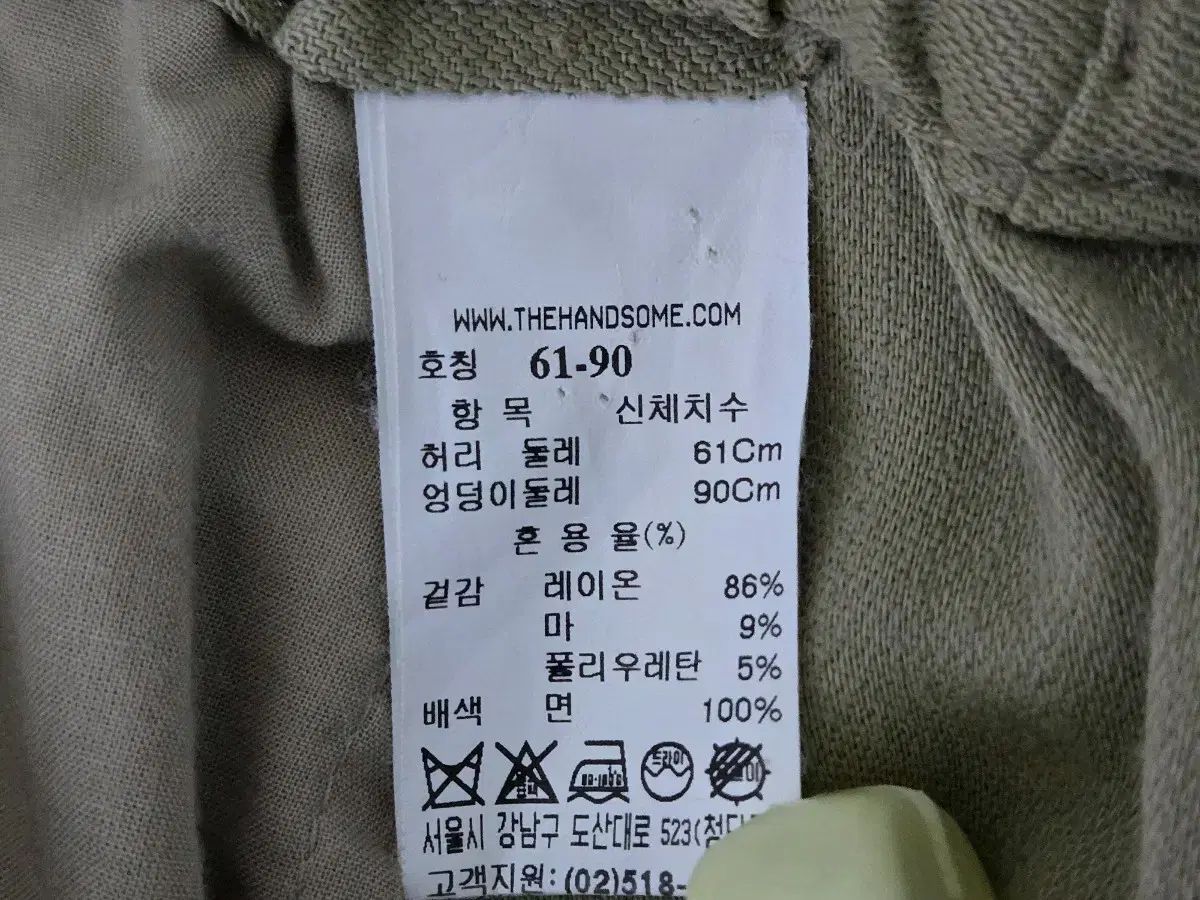 WWW.THEHANDSOME.COM
호칭 61-90
항 목 신체치수
허리 둘레 61Cm
엉덩이둘레 90Cm
혼 용 율(%)
겉감 레이온 86%
마 9%
폴리우레탄 5%
배색 면 100%
드라이
서울시 강남구 도산대로 523(첨단
고객지원: (02)518-